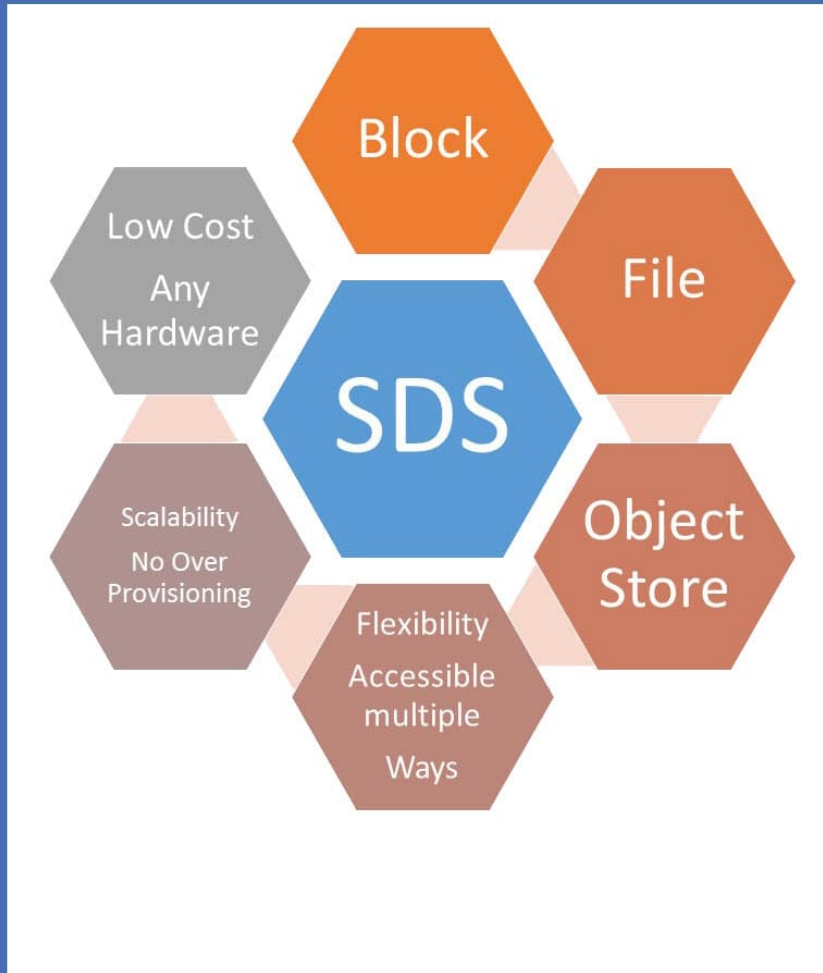 Block
File
Object
Store
Flexibility
Accessible
multiple
Ways
Scalability
No Over
Provisioning
Low Cost
Any
Hardware
SDS